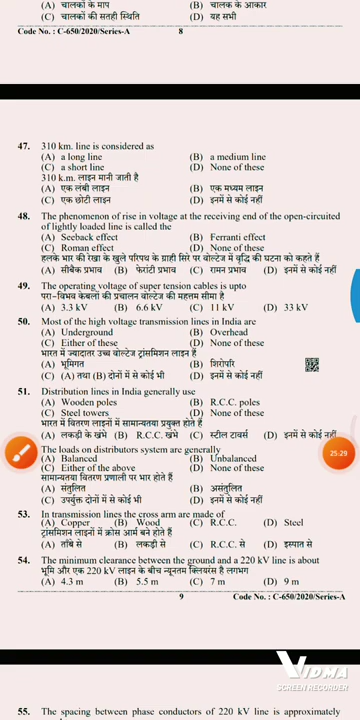 (A) चालकों के माप (B) चालक के आकार
(C) चालकों की सतही स्थिति (D) यह सभी
Code No. : C-650/2020/Series-A 8
47. 310 km. line is considered as
(A) a long line (B) a medium line
(C) a short line (D) None of these
310 k.m. लाइन मानी जाती है
(A) एक लंबी लाइन (B) एक मध्यम लाइन
(C) एक छोटी लाइन (D) इनमें से कोई नहीं
48. The phenomenon of rise in voltage at the receiving end of the open-circuited
of lightly loaded line is called the
(A) Seeback effect (B) Ferranti effect
(C) Roman effect (D) None of these
हलके भार की रेखा के खुले परिपथ के ग्राही सिरे पर वोल्टेज में वृद्धि की घटना को कहते हैं
(A) सीबैक प्रभाव (B) फेरांटी प्रभाव (C) रामन प्रभाव (D) इनमें से कोई नहीं
49. The operating voltage of super tension cables is upto
परा-विभव केबलों की प्रचालन वोल्टेज की महत्तम सीमा है
(A) 3.3 kV (B) 6.6 kV (C) 11 kV (D) 33 kV
50. Most of the high voltage transmission lines in India are
(A) Underground (B) Overhead
(C) Either of these (D) None of these
भारत में ज्यादातर उच्च वोल्टेज ट्रांसमिशन लाइन हैं
(A) भूमिगत (B) शिरोपरि
(C) (A) तथा (B) दोनों में से कोई भी (D) इनमें से कोई नहीं
51. Distribution lines in India generally use
(A) Wooden poles (B) R.C.C. poles
(C) Steel towers (D) None of these
भारत में वितरण लाइनों में सामान्यतया प्रयुक्त होते हैं
(A) लकड़ी के खंभे (B) R.C.C. खंभे (C) स्टील टावर्स (D) इनमें से कोई नहीं
The loads on distributors system are generally
(A) Balanced (B) Unbalanced
(C) Either of the above (D) None of these
25:29
सामान्यतया वितरण प्रणाली पर भार होते हैं
(A) संतुलित (B) असंतुलित
(C) उपर्युक्त दोनों में से कोई भी (D) इनमें से कोई नहीं
53. In transmission lines the cross arm are made of
(A) Copper (B) Wood (C) R.C.C. (D) Steel
ट्रांसमिशन लाइनों में क्रोस आर्म बने होते हैं
(A) ताँबे से (B) लकड़ी से (C) R.C.C. से (D) इस्पात से
54. The minimum clearance between the ground and a 220 kV line is about
भूमि और एक 220 kV लाइन के बीच न्यूनतम क्लियरंस है लगभग
(A) 4.3 m (B) 5.5 m (C) 7 m (D) 9 m
9 Code No. : C-650/2020/Series-A
VIDMA
SCREEN RECORDER
55. The spacing between phase conductors of 220 kV line is approximately